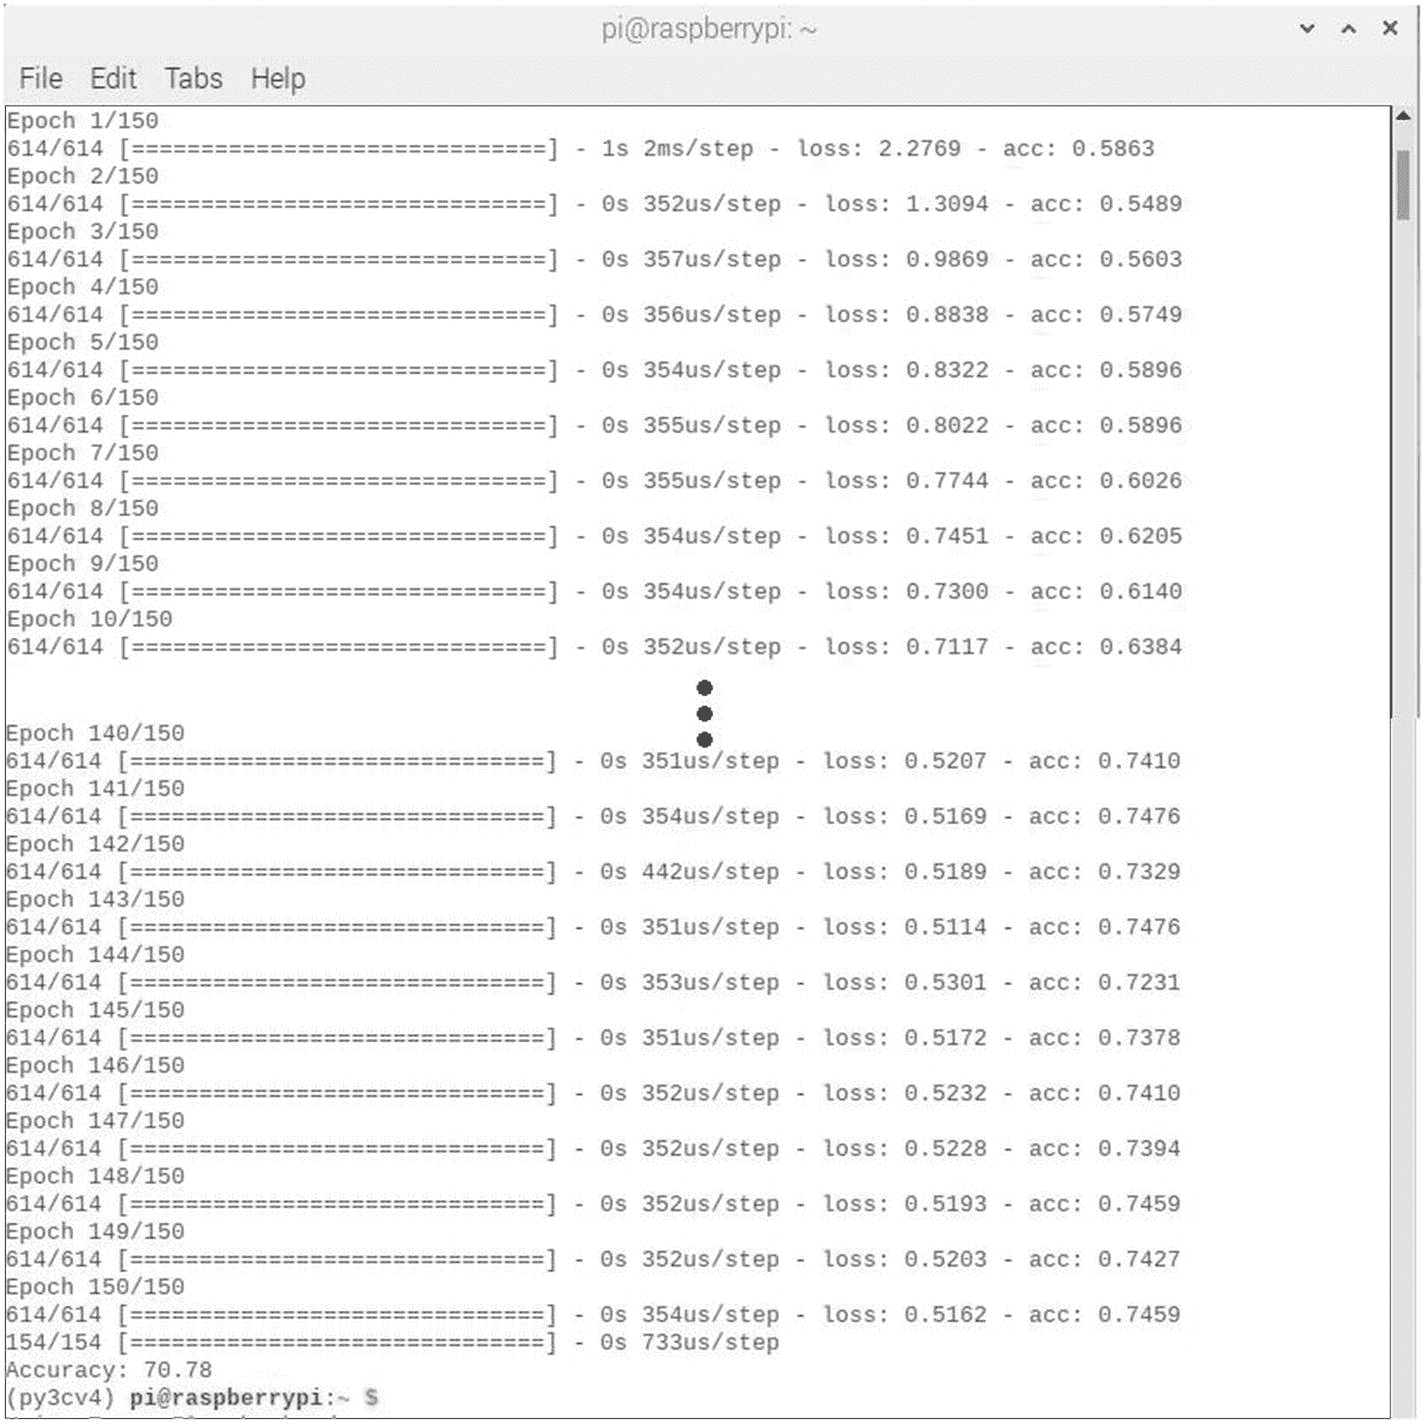 pi@raspberrypi: ~
File Edit Tabs Help
Epoch 1/150
614/614 [==============================] - 1s 2ms/step - loss: 2.2769 - acc: 0.5863
Epoch 2/150
614/614 [==============================] - 0s 352us/step - loss: 1.3094 - acc: 0.5489
Epoch 3/150
614/614 [==============================] - 0s 357us/step - loss: 0.9869 - acc: 0.5603
Epoch 4/150
614/614 [==============================] - 0s 356us/step - loss: 0.8838 - acc: 0.5749
Epoch 5/150
614/614 [==============================] - 0s 354us/step - loss: 0.8322 - acc: 0.5896
Epoch 6/150
614/614 [==============================] - 0s 355us/step - loss: 0.8022 - acc: 0.5896
Epoch 7/150
614/614 [==============================] - 0s 355us/step - loss: 0.7744 - acc: 0.6026
Epoch 8/150
614/614 [==============================] - 0s 354us/step - loss: 0.7451 - acc: 0.6205
Epoch 9/150
614/614 [==============================] - 0s 354us/step - loss: 0.7300 - acc: 0.6140
Epoch 10/150
614/614 [==============================] - 0s 352us/step - loss: 0.7117 - acc: 0.6384
Epoch 140/150
614/614 [==============================] - 0s 351us/step - loss: 0.5207 - acc: 0.7410
Epoch 141/150
614/614 [==============================] - 0s 354us/step - loss: 0.5169 - acc: 0.7476
Epoch 142/150
614/614 [==============================] - 0s 442us/step - loss: 0.5189 - acc: 0.7329
Epoch 143/150
614/614 [==============================] - 0s 351us/step - loss: 0.5114 - acc: 0.7476
Epoch 144/150
614/614 [==============================] - 0s 353us/step - loss: 0.5301 - acc: 0.7231
Epoch 145/150
614/614 [==============================] - 0s 351us/step - loss: 0.5172 - acc: 0.7378
Epoch 146/150
614/614 [==============================] - 0s 352us/step - loss: 0.5232 - acc: 0.7410
Epoch 147/150
614/614 [==============================] - 0s 352us/step - loss: 0.5228 - acc: 0.7394
Epoch 148/150
614/614 [==============================] - 0s 352us/step - loss: 0.5193 - acc: 0.7459
Epoch 149/150
614/614 [==============================] - 0s 352us/step - loss: 0.5203 - acc: 0.7427
Epoch 150/150
614/614 [==============================] - 0s 354us/step - loss: 0.5162 - acc: 0.7459
154/154 [==============================] - 0s 733us/step
Accuracy: 70.78
(py3cv4) pi@raspberrypi:~ $